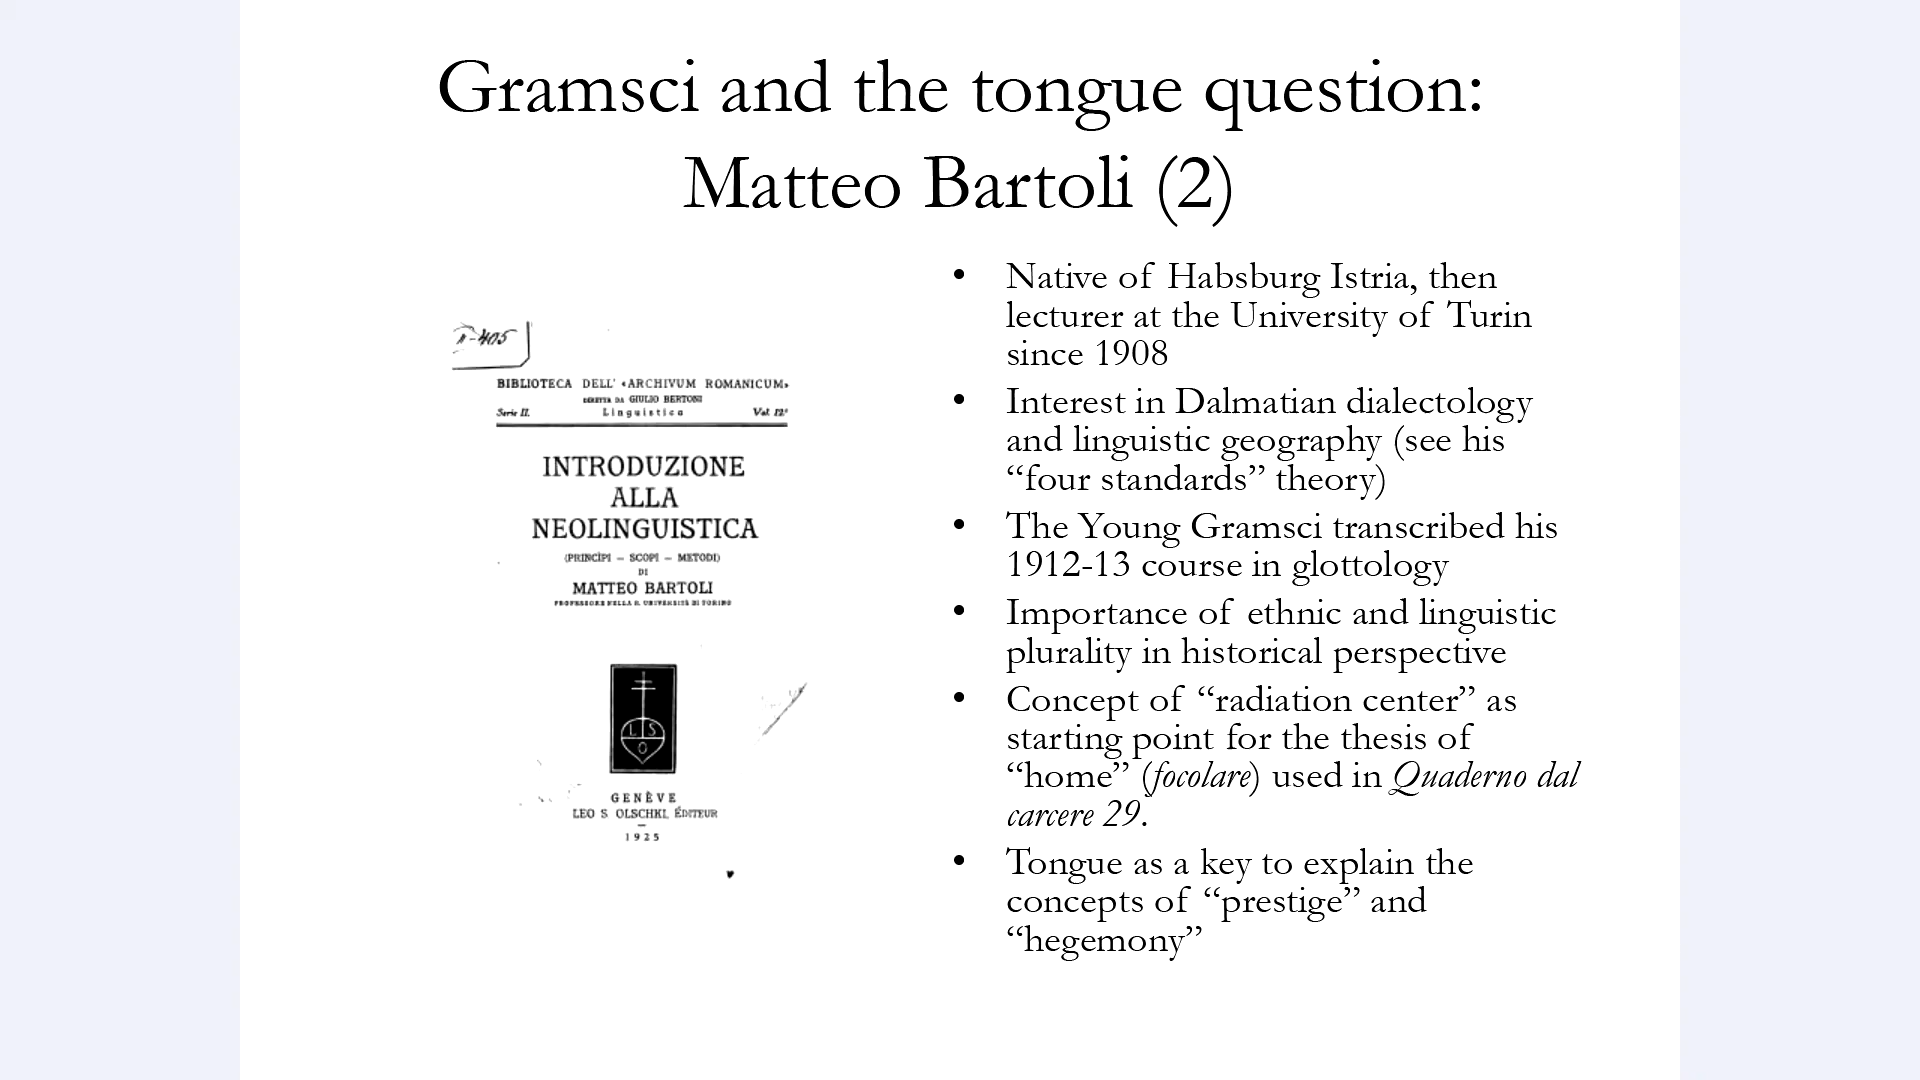 Gramsci and the tongue question:
Matteo Bartoli (2)
π-405
BIBLIOTECA DELL' «ARCHIVUM ROMANICUM»
DIRETTA DA GIULIO BERTONI
Serie II. Linguistica Vol. 12°
INTRODUZIONE
ALLA
NEOLINGUISTICA
(PRINCÌPI — SCOPI — METODI)
DI
MATTEO BARTOLI
PROFESSORE NELLA R. UNIVERSITÀ DI TORINO
L S
O
GENÈVE
LEO S. OLSCHKI, ÉDITEUR
1925
• Native of Habsburg Istria, then
lecturer at the University of Turin
since 1908
• Interest in Dalmatian dialectology
and linguistic geography (see his
“four standards” theory)
• The Young Gramsci transcribed his
1912-13 course in glottology
• Importance of ethnic and linguistic
plurality in historical perspective
• Concept of “radiation center” as
starting point for the thesis of
“home” (focolare) used in Quaderno dal
carcere 29.
• Tongue as a key to explain the
concepts of “prestige” and
“hegemony”